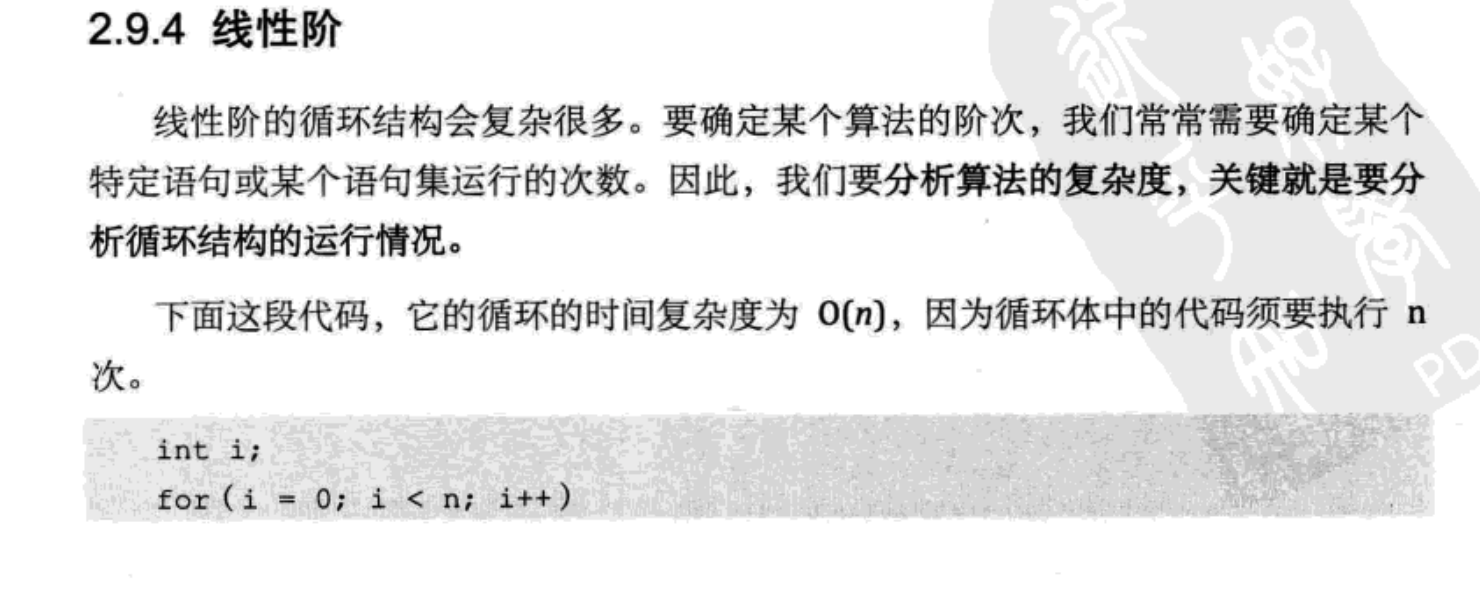 2.9.4 线性阶
线性阶的循环结构会复杂很多。要确定某个算法的阶次，我们常常需要确定某个
特定语句或某个语句集运行的次数。因此，我们要分析算法的复杂度，关键就是要分
析循环结构的运行情况。
下面这段代码，它的循环的时间复杂度为 O(n)，因为循环体中的代码须要执行 n
次。
int i;
for (i = 0; i < n; i++)
PD